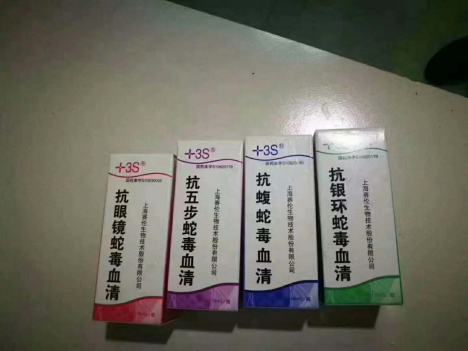 +3S®
抗眼镜蛇毒血清
上海赛伦生物技术股份有限公司
+3S®
抗五步蛇毒血清
上海赛伦生物技术股份有限公司
+3S®
抗蝮蛇毒血清
上海赛伦生物技术股份有限公司
+3S®
抗银环蛇毒血清
上海赛伦生物技术股份有限公司